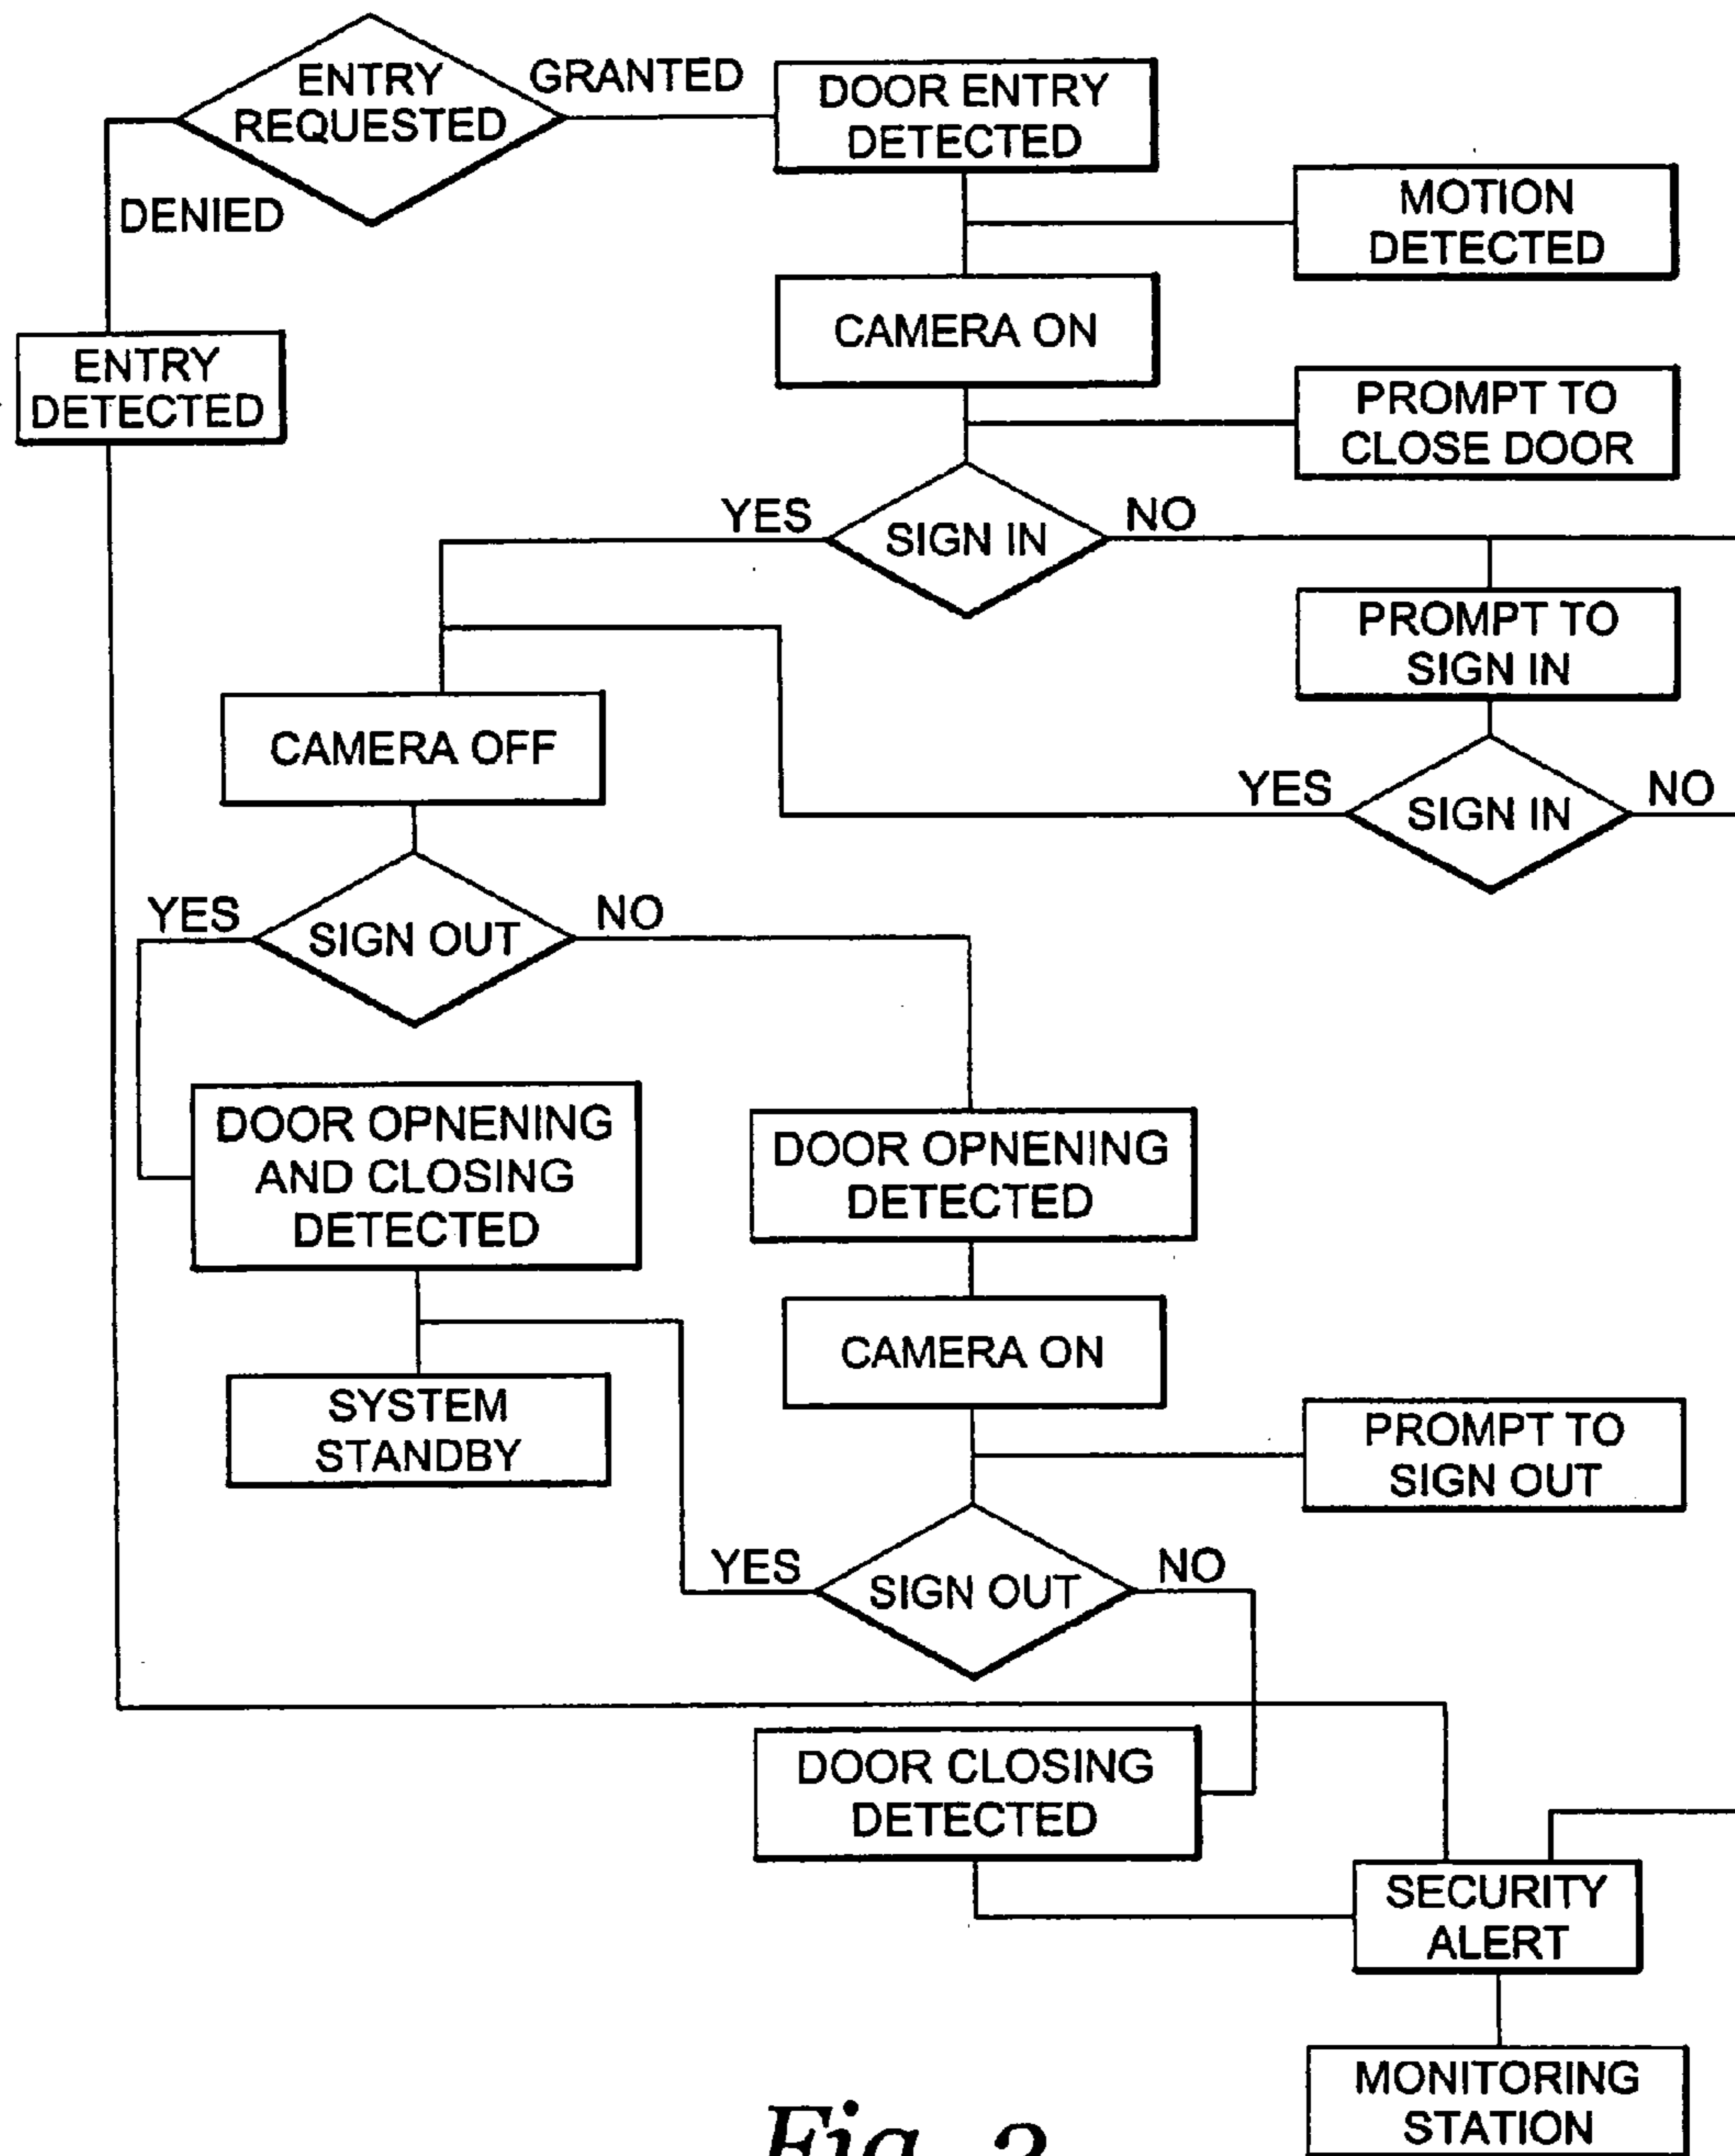 ENTRY
REQUESTED
GRANTED
DOOR ENTRY
DETECTED
DENIED
MOTION
DETECTED
CAMERA ON
ENTRY
DETECTED
PROMPT TO
CLOSE DOOR
YES
SIGN IN
NO
PROMPT TO
SIGN IN
CAMERA OFF
YES
SIGN IN
NO
YES
SIGN OUT
NO
DOOR OPNENING
AND CLOSING
DETECTED
DOOR OPNENING
DETECTED
CAMERA ON
SYSTEM
STANDBY
PROMPT TO
SIGN OUT
YES
SIGN OUT
NO
DOOR CLOSING
DETECTED
SECURITY
ALERT
MONITORING
STATION
Fig.